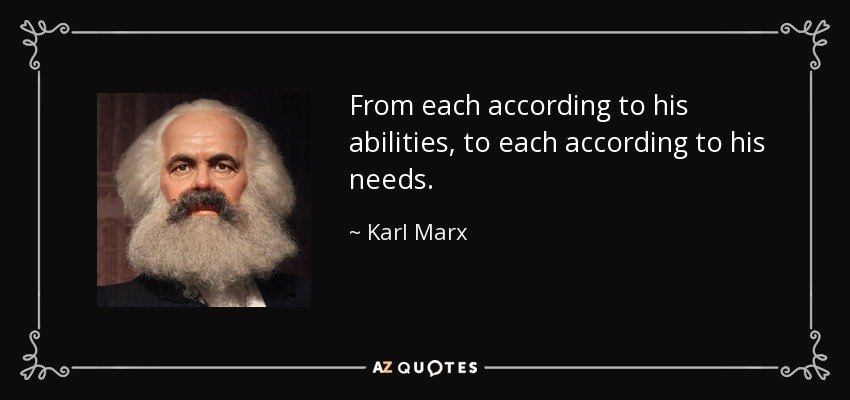 From each according to his
abilities, to each according to his
needs.
~ Karl Marx
AZ QUOTES